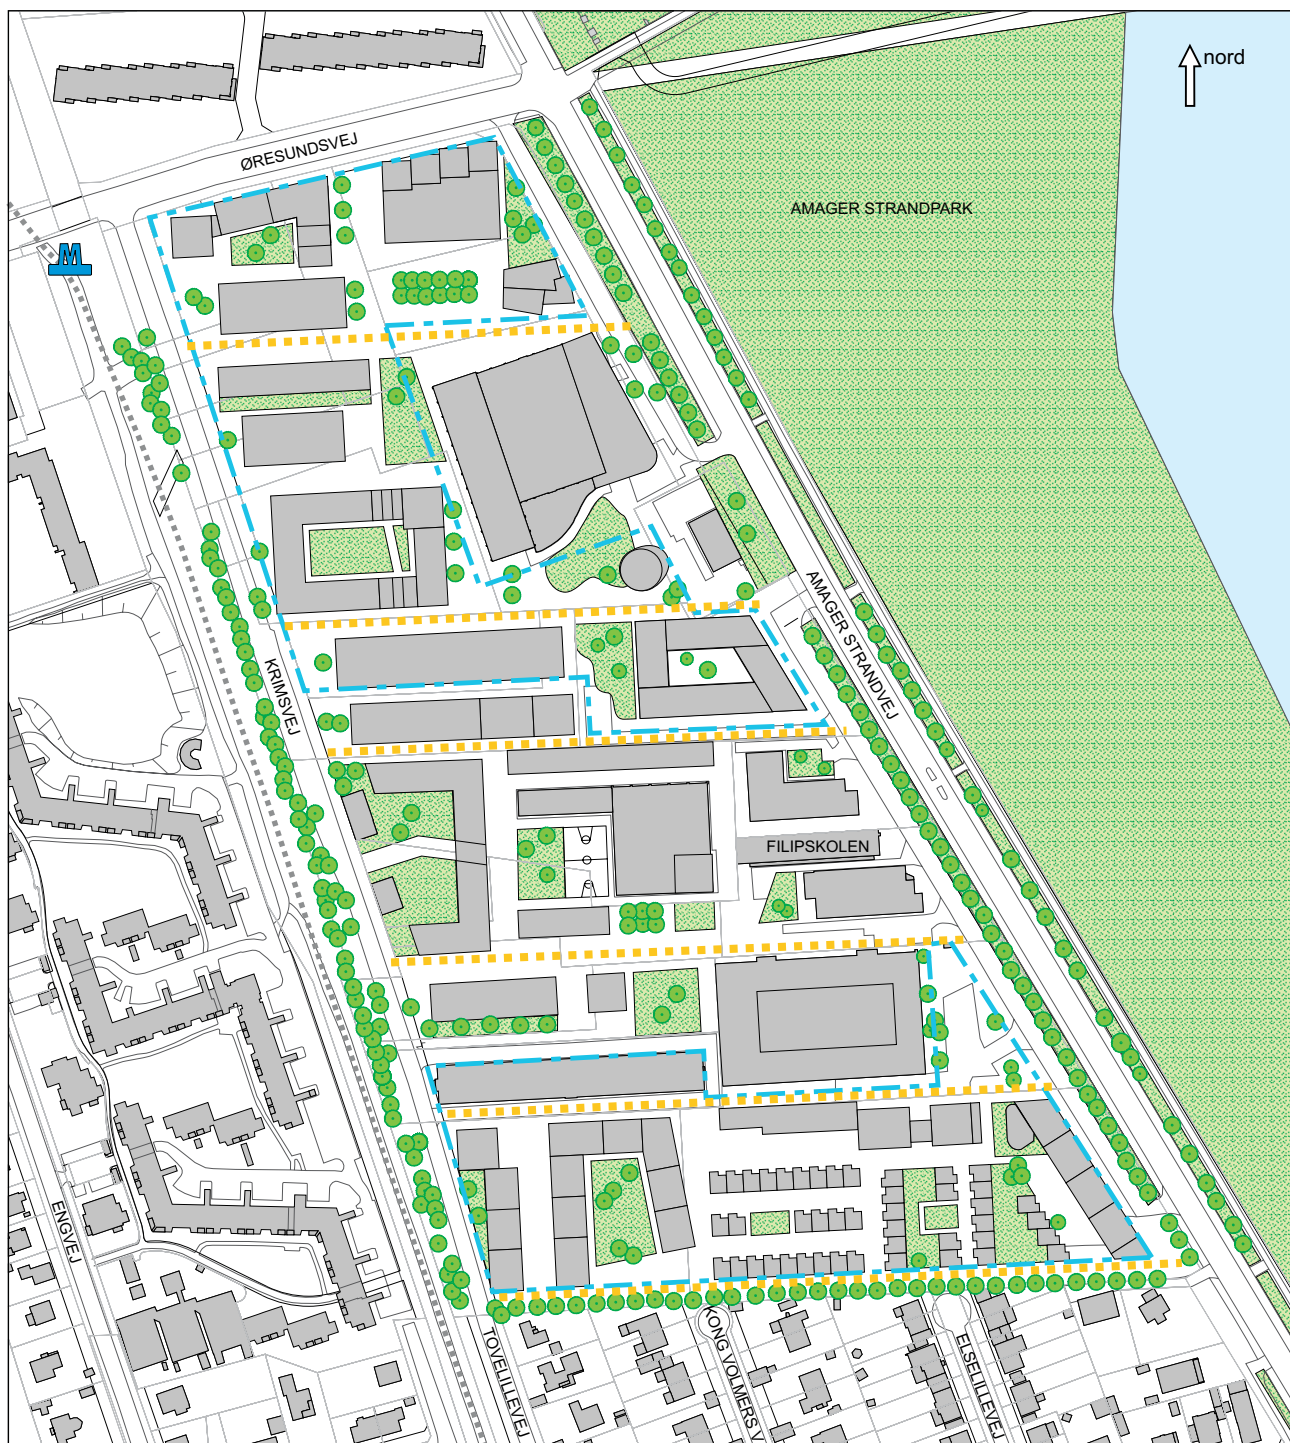 nord
ØRESUNDSVEJ
AMAGER STRANDPARK
M
AMAGER STRANDVEJ
KRIMSVEJ
FILIPSKOLEN
ENGVEJ
TOVELILLEVEJ
KONG VOLMERS V
ELSELILLEVEJ